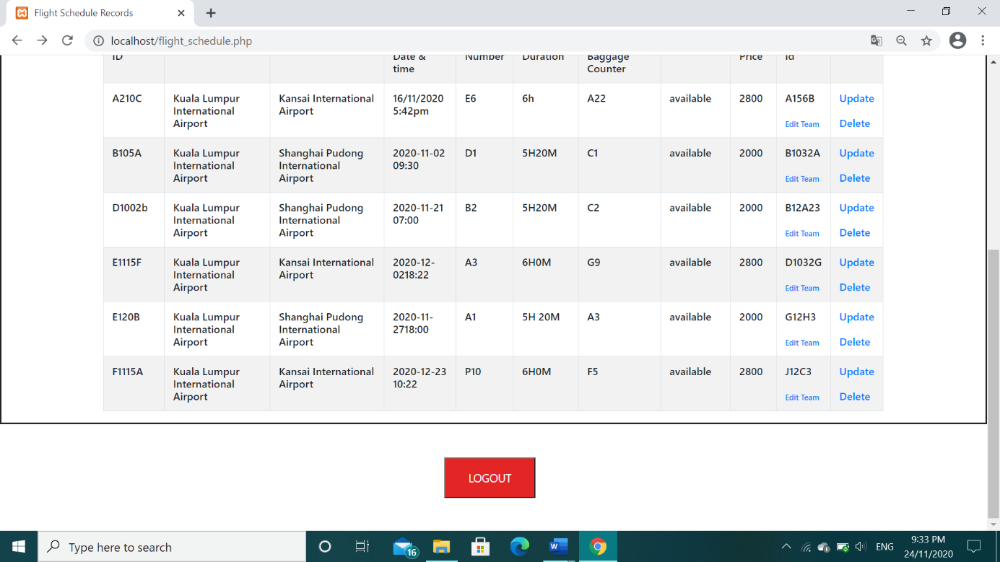 Flight Schedule Records
localhost/flight_schedule.php
ID Date & Number Duration Baggage Price Id
time Counter
A210C Kuala Lumpur Kansai International 16/11/2020 E6 6h A22 available 2800 A156B Update
International Airport 5:42pm
Airport Edit Team Delete
B105A Kuala Lumpur Shanghai Pudong 2020-11-02 D1 5H20M C1 available 2000 B1032A Update
International International 09:30
Airport Airport Edit Team Delete
D1002b Kuala Lumpur Shanghai Pudong 2020-11-21 B2 5H20M C2 available 2000 B12A23 Update
International International 07:00
Airport Airport Edit Team Delete
E1115F Kuala Lumpur Kansai International 2020-12- A3 6H0M G9 available 2800 D1032G Update
International Airport 0218:22
Airport Edit Team Delete
E120B Kuala Lumpur Shanghai Pudong 2020-11- A1 5H 20M A3 available 2000 G12H3 Update
International International 2718:00
Airport Airport Edit Team Delete
F1115A Kuala Lumpur Kansai International 2020-12-23 P10 6H0M F5 available 2800 J12C3 Update
International Airport 10:22
Airport Edit Team Delete
LOGOUT
Type here to search
16
ENG
9:33 PM
24/11/2020